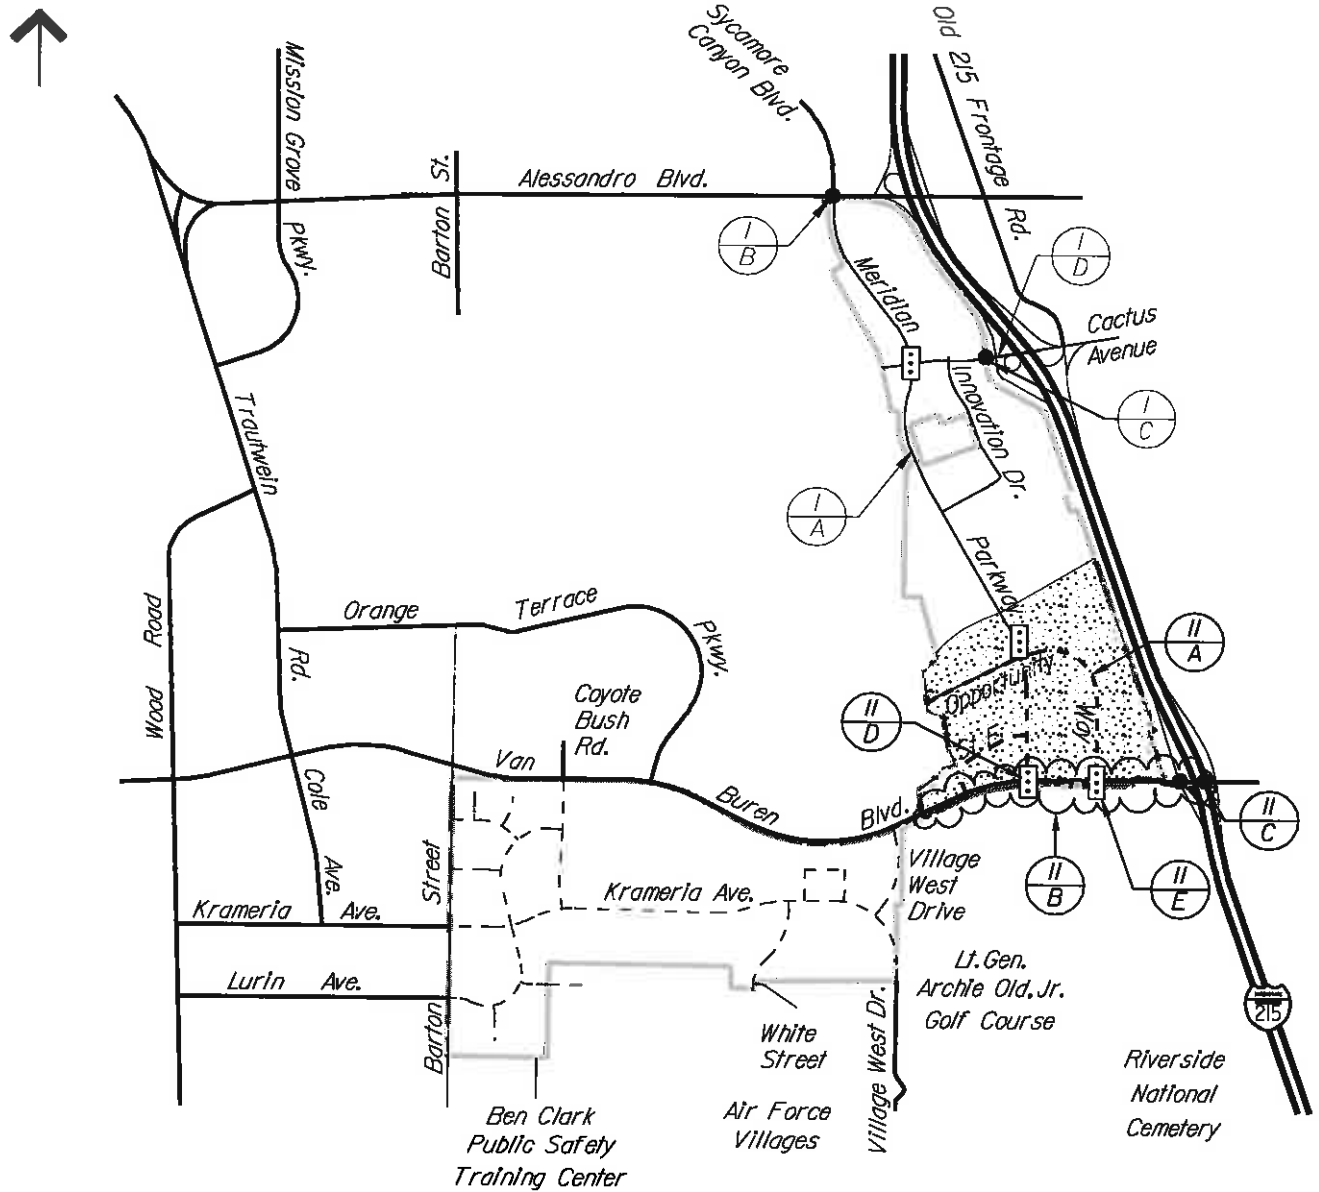 Sycamore
Canyon Blvd.
Old 215 Frontage Rd.
Mission Grove Pkwy.
Barton St.
Alessandro Blvd.
I
B
I
D
Meridian
Cactus
Avenue
Innovation Dr.
I
C
Trautwein
I
A
Parkway
Wood Road
Orange Terrace Pkwy.
Rd.
II
A
Opportunity
Way
Coyote
Bush
Rd.
II
D
St. E
Van Buren Blvd.
Cole Ave.
II
C
Street
Village
West
Drive
II
B
II
E
Krameria Ave.
Krameria Ave.
Lurin Ave.
Lt. Gen.
Archie Old, Jr.
Golf Course
215
Barton
White
Street
Village West Dr.
Riverside
National
Cemetery
Ben Clark
Public Safety
Training Center
Air Force
Villages